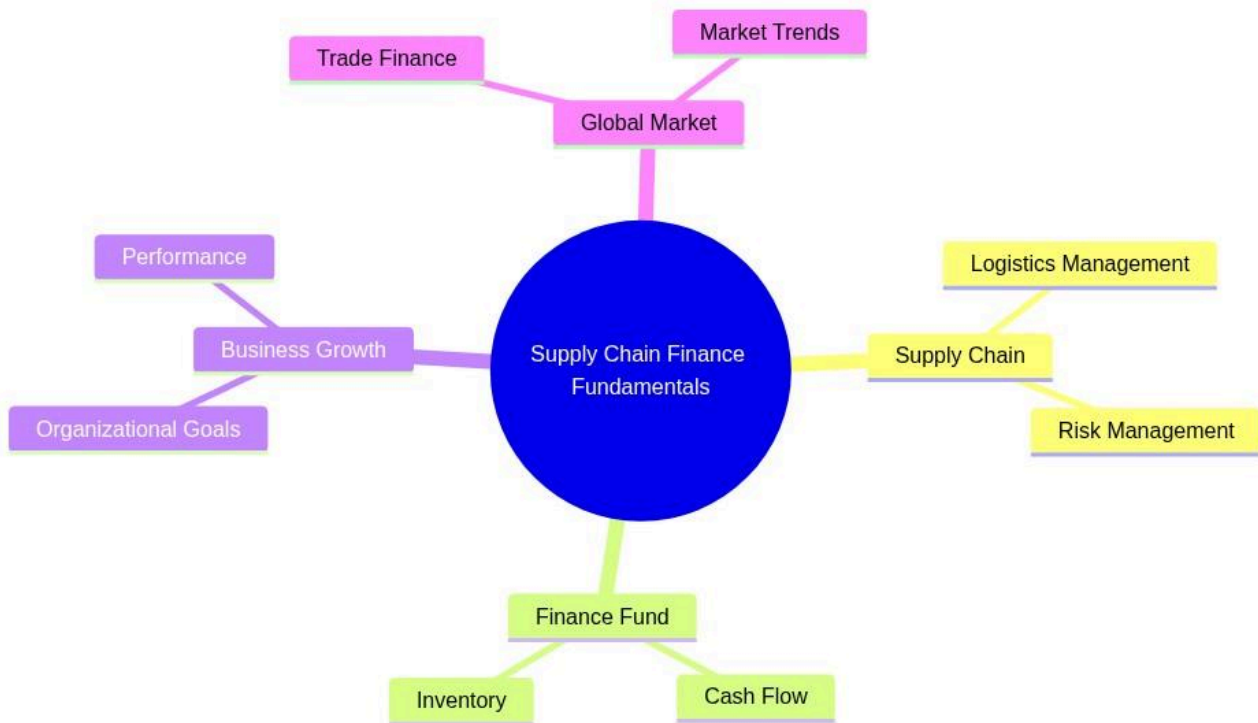 Market Trends
Trade Finance
Global Market
Performance
Logistics Management
Business Growth
Supply Chain Finance
Fundamentals
Supply Chain
Organizational Goals
Risk Management
Finance Fund
Inventory
Cash Flow